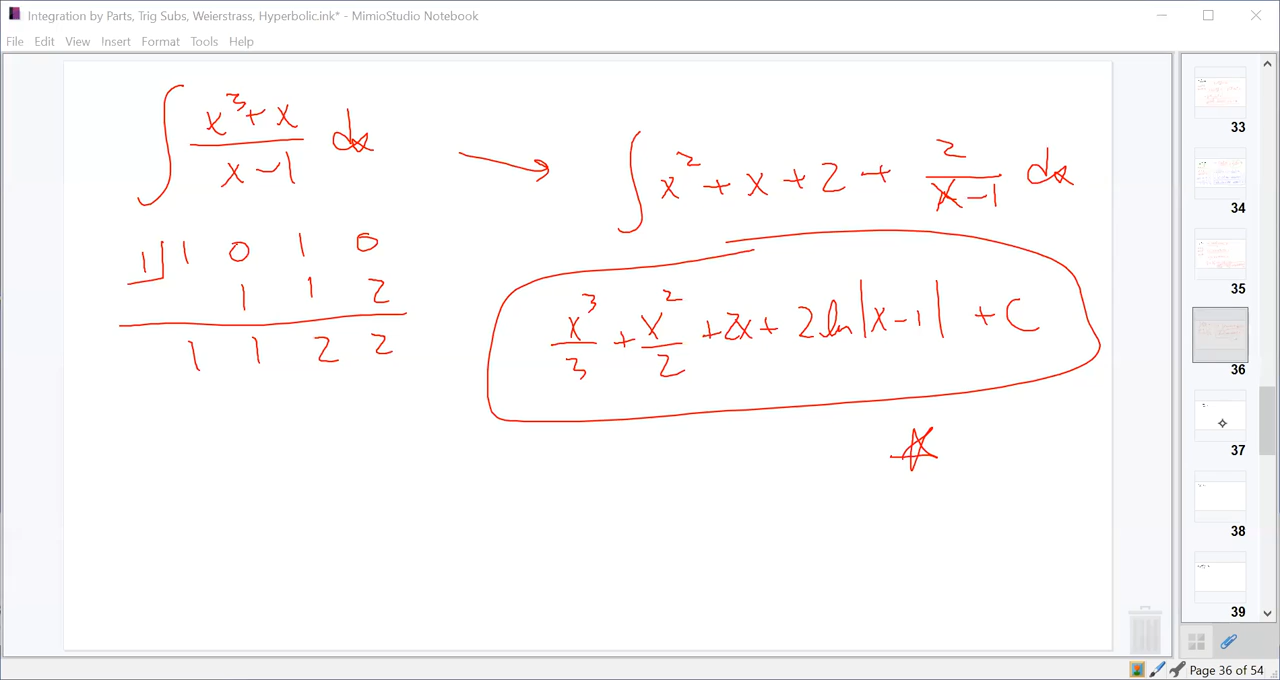 Integration by Parts, Trig Subs, Weierstrass, Hyperbolic.ink* - MimioStudio Notebook
File Edit View Insert Format Tools Help
∫ (x³ + x)/(x − 1) dx → ∫ x² + x + 2 + 2/(x − 1) dx
1 | 1 0 1 0
1 1 2
1 1 2 2
x³/3 + x²/2 + 2x + 2 ln|x − 1| + C
33
34
35
36
37
38
39
Page 36 of 54